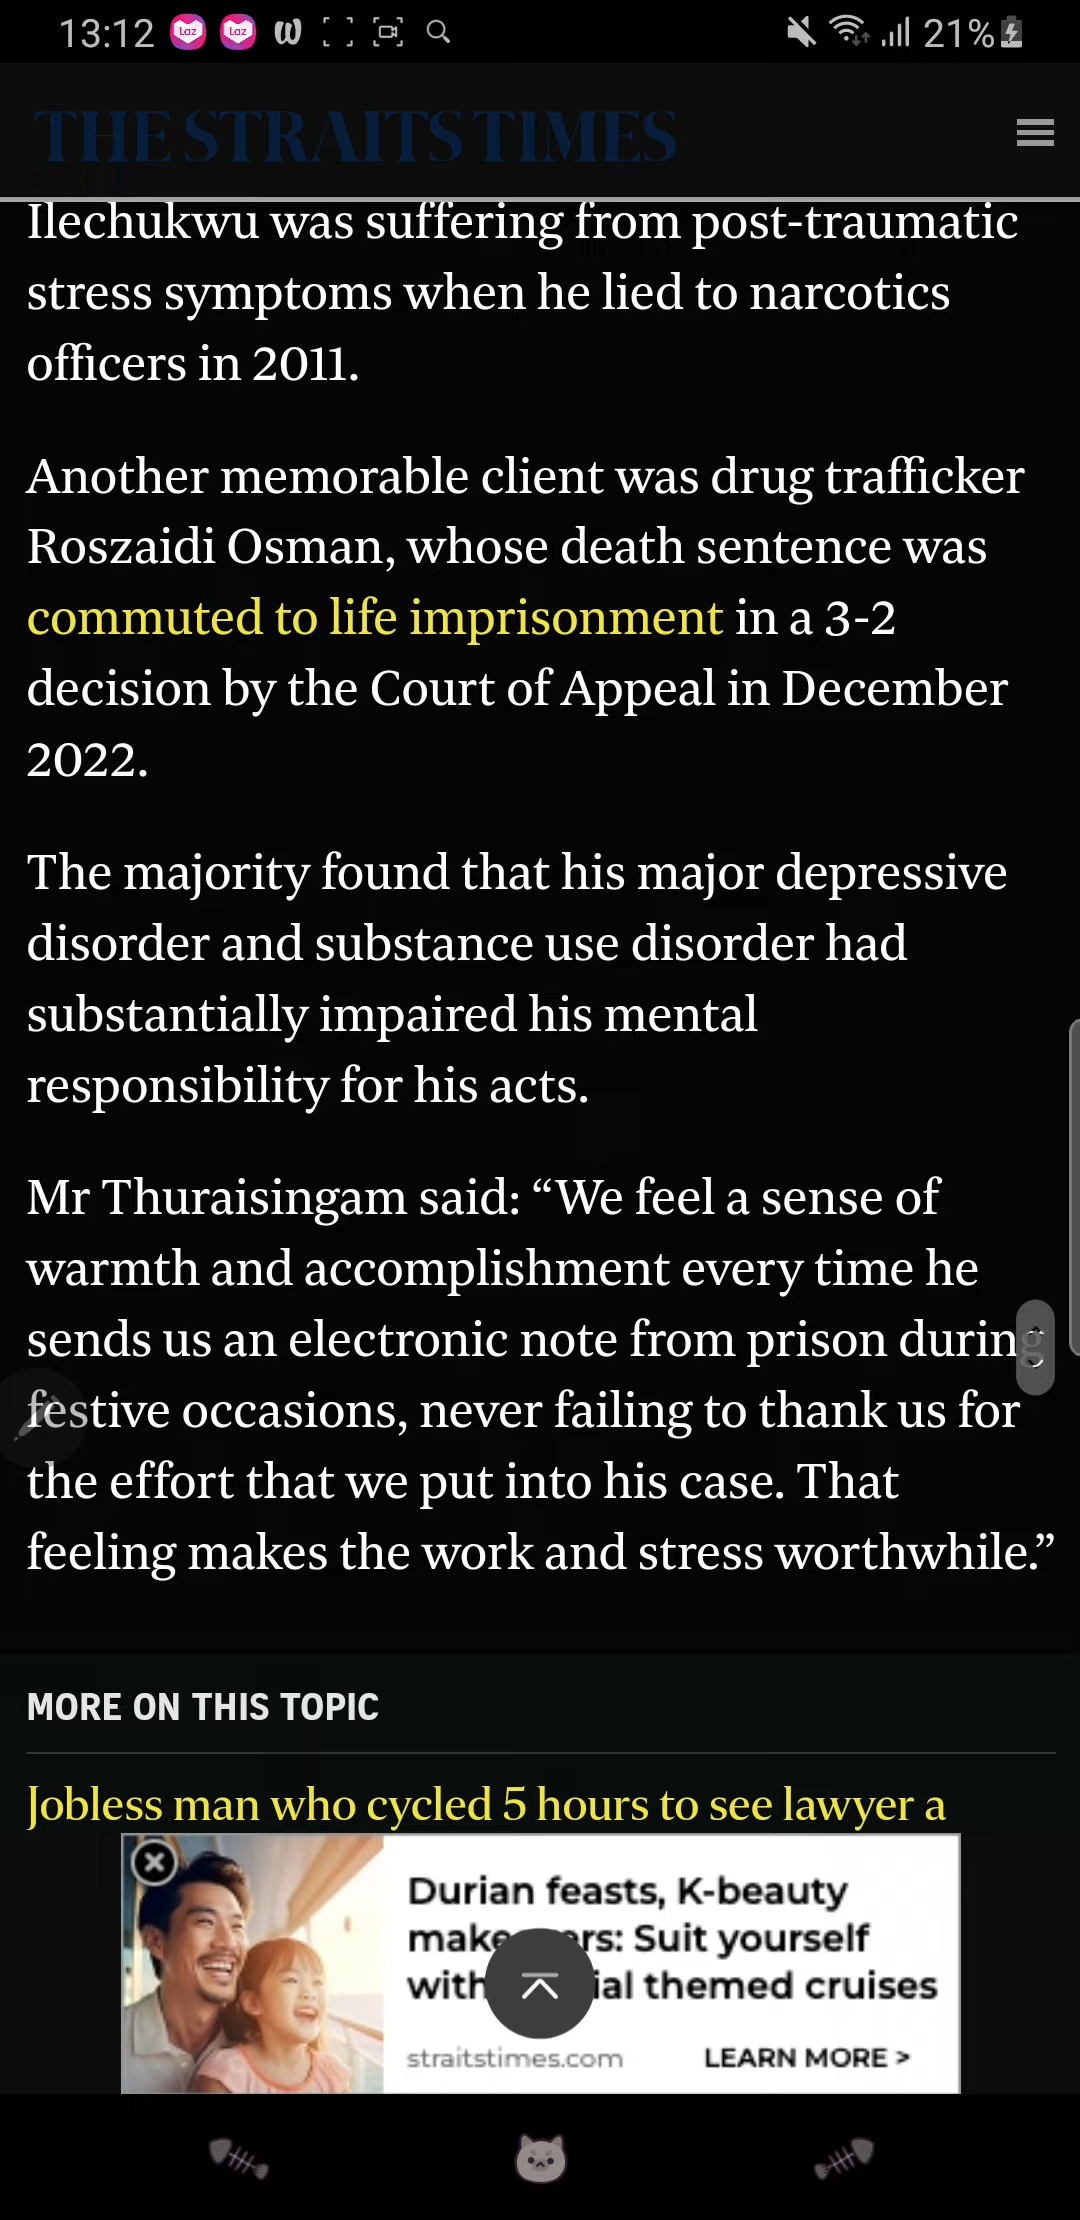 13:12
Laz
Laz
21%
THE STRAITS TIMES
Ilechukwu was suffering from post-traumatic
stress symptoms when he lied to narcotics
officers in 2011.
Another memorable client was drug trafficker
Roszaidi Osman, whose death sentence was
commuted to life imprisonment in a 3-2
decision by the Court of Appeal in December
2022.
The majority found that his major depressive
disorder and substance use disorder had
substantially impaired his mental
responsibility for his acts.
Mr Thuraisingam said: “We feel a sense of
warmth and accomplishment every time he
sends us an electronic note from prison during
festive occasions, never failing to thank us for
the effort that we put into his case. That
feeling makes the work and stress worthwhile.”
MORE ON THIS TOPIC
Jobless man who cycled 5 hours to see lawyer a
Durian feasts, K-beauty
Suit yourself
themed cruises
straitstimes.com
LEARN MORE >